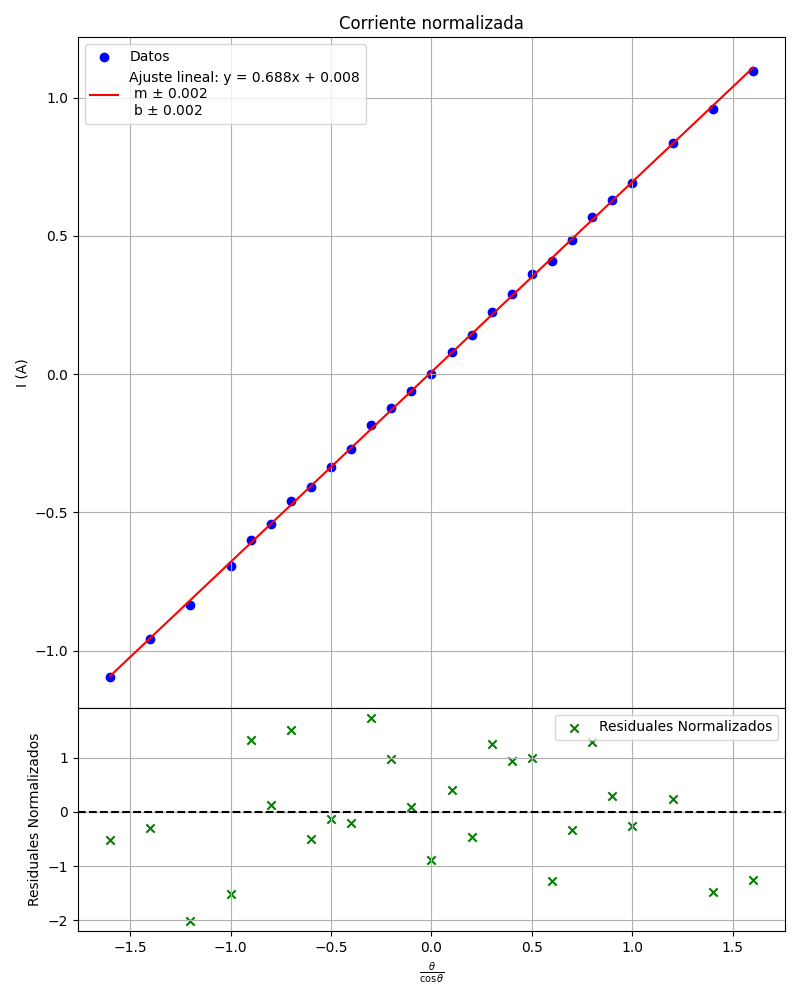 Corriente normalizada
Datos
Ajuste lineal: y = 0.688x + 0.008
m ± 0.002
b ± 0.002
1.0
0.5
0.0
−0.5
−1.0
I (A)
Residuales Normalizados
1
0
−1
−2
Residuales Normalizados
−1.5 −1.0 −0.5 0.0 0.5 1.0 1.5
θ
cos θ